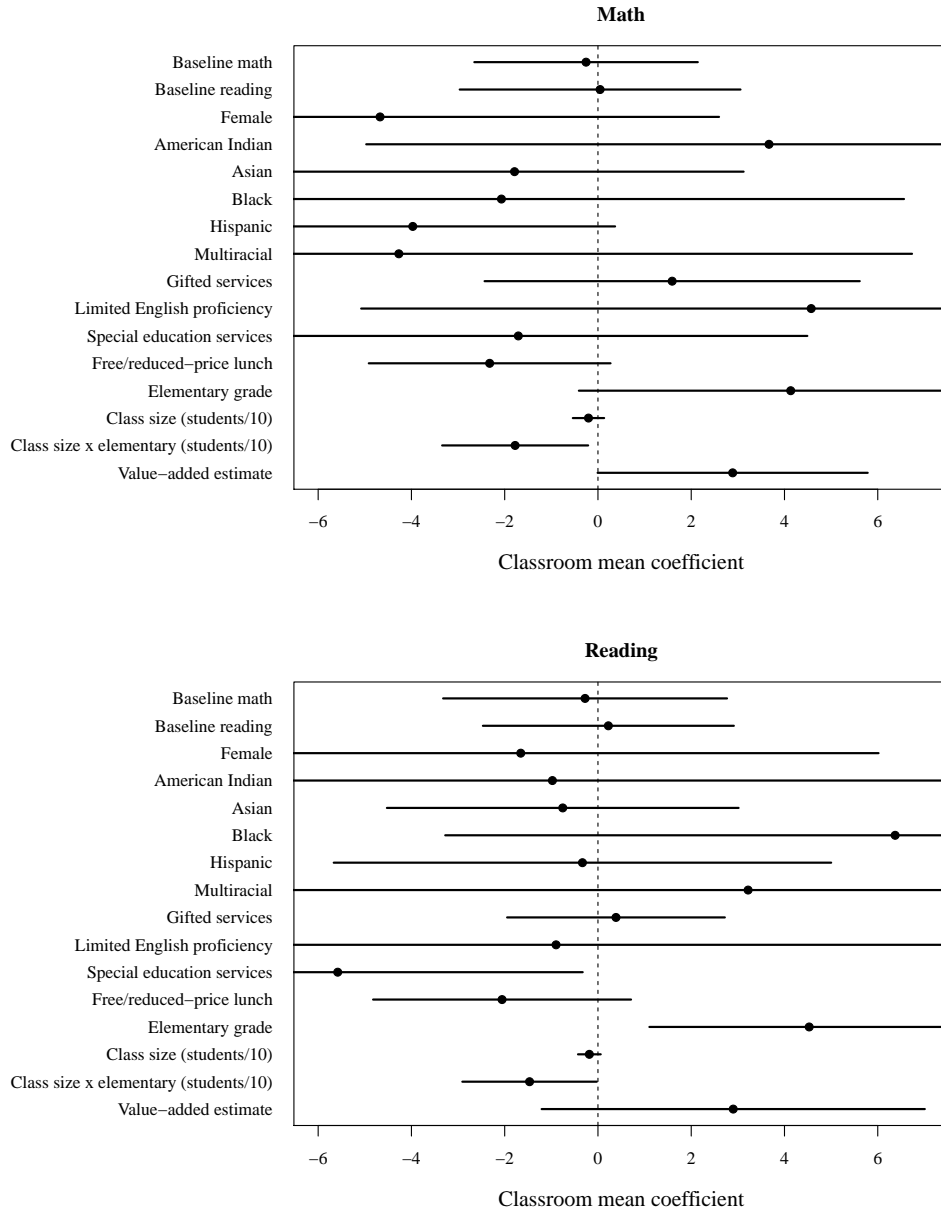 Math
Baseline math
Baseline reading
Female
American Indian
Asian
Black
Hispanic
Multiracial
Gifted services
Limited English proficiency
Special education services
Free/reduced−price lunch
Elementary grade
Class size (students/10)
Class size x elementary (students/10)
Value−added estimate
−6 −4 −2 0 2 4 6
Classroom mean coefficient
Reading
Baseline math
Baseline reading
Female
American Indian
Asian
Black
Hispanic
Multiracial
Gifted services
Limited English proficiency
Special education services
Free/reduced−price lunch
Elementary grade
Class size (students/10)
Class size x elementary (students/10)
Value−added estimate
−6 −4 −2 0 2 4 6
Classroom mean coefficient